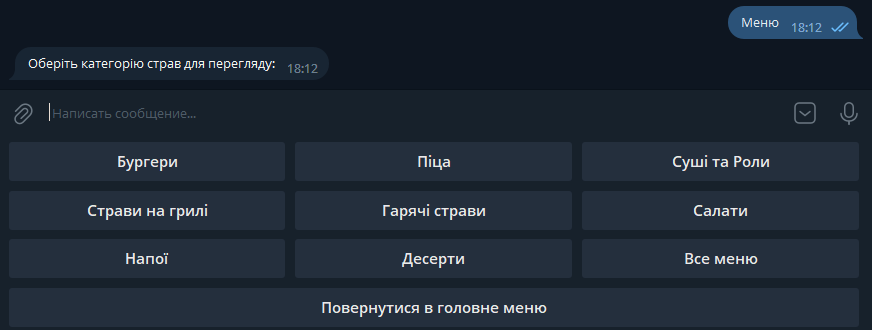 Меню 18:12
Оберіть категорію страв для перегляду: 18:12
Написать сообщение...
Бургери Піца Суші та Роли
Страви на грилі Гарячі страви Салати
Напої Десерти Все меню
Повернутися в головне меню